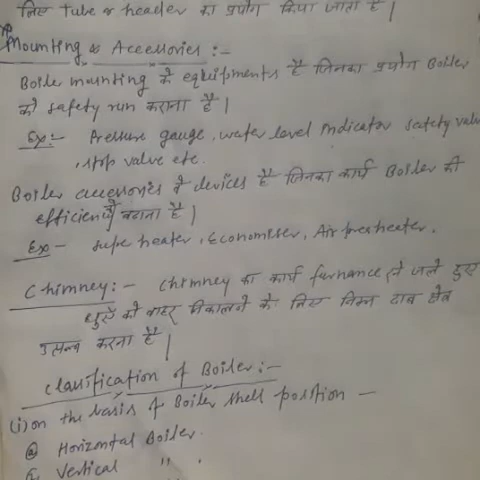 लिए Tube व header का प्रयोग किया जाता है।
Mounting & Accessories :-
Boiler mounting वे equipments है जिनका प्रयोग Boiler
को safety run कराना है।
Ex:- Pressure gauge, water level Indicator safety valve
, stop valve etc.
Boiler accessories वे devices है जिनका कार्य Boiler की
efficiency बढाना है।
Ex - supe heater, Economiser, Air preheater.
Chimney:- Chimney का कार्य furnance से जले हुए
धुएं को बाहर निकालने के लिए निम्न दाब क्षेत्र
उत्पन्न करना है।
Classification of Boiler:-
(i) on the basis of Boiler shell position -
@ Horizontal Boiler.
Vertical " .